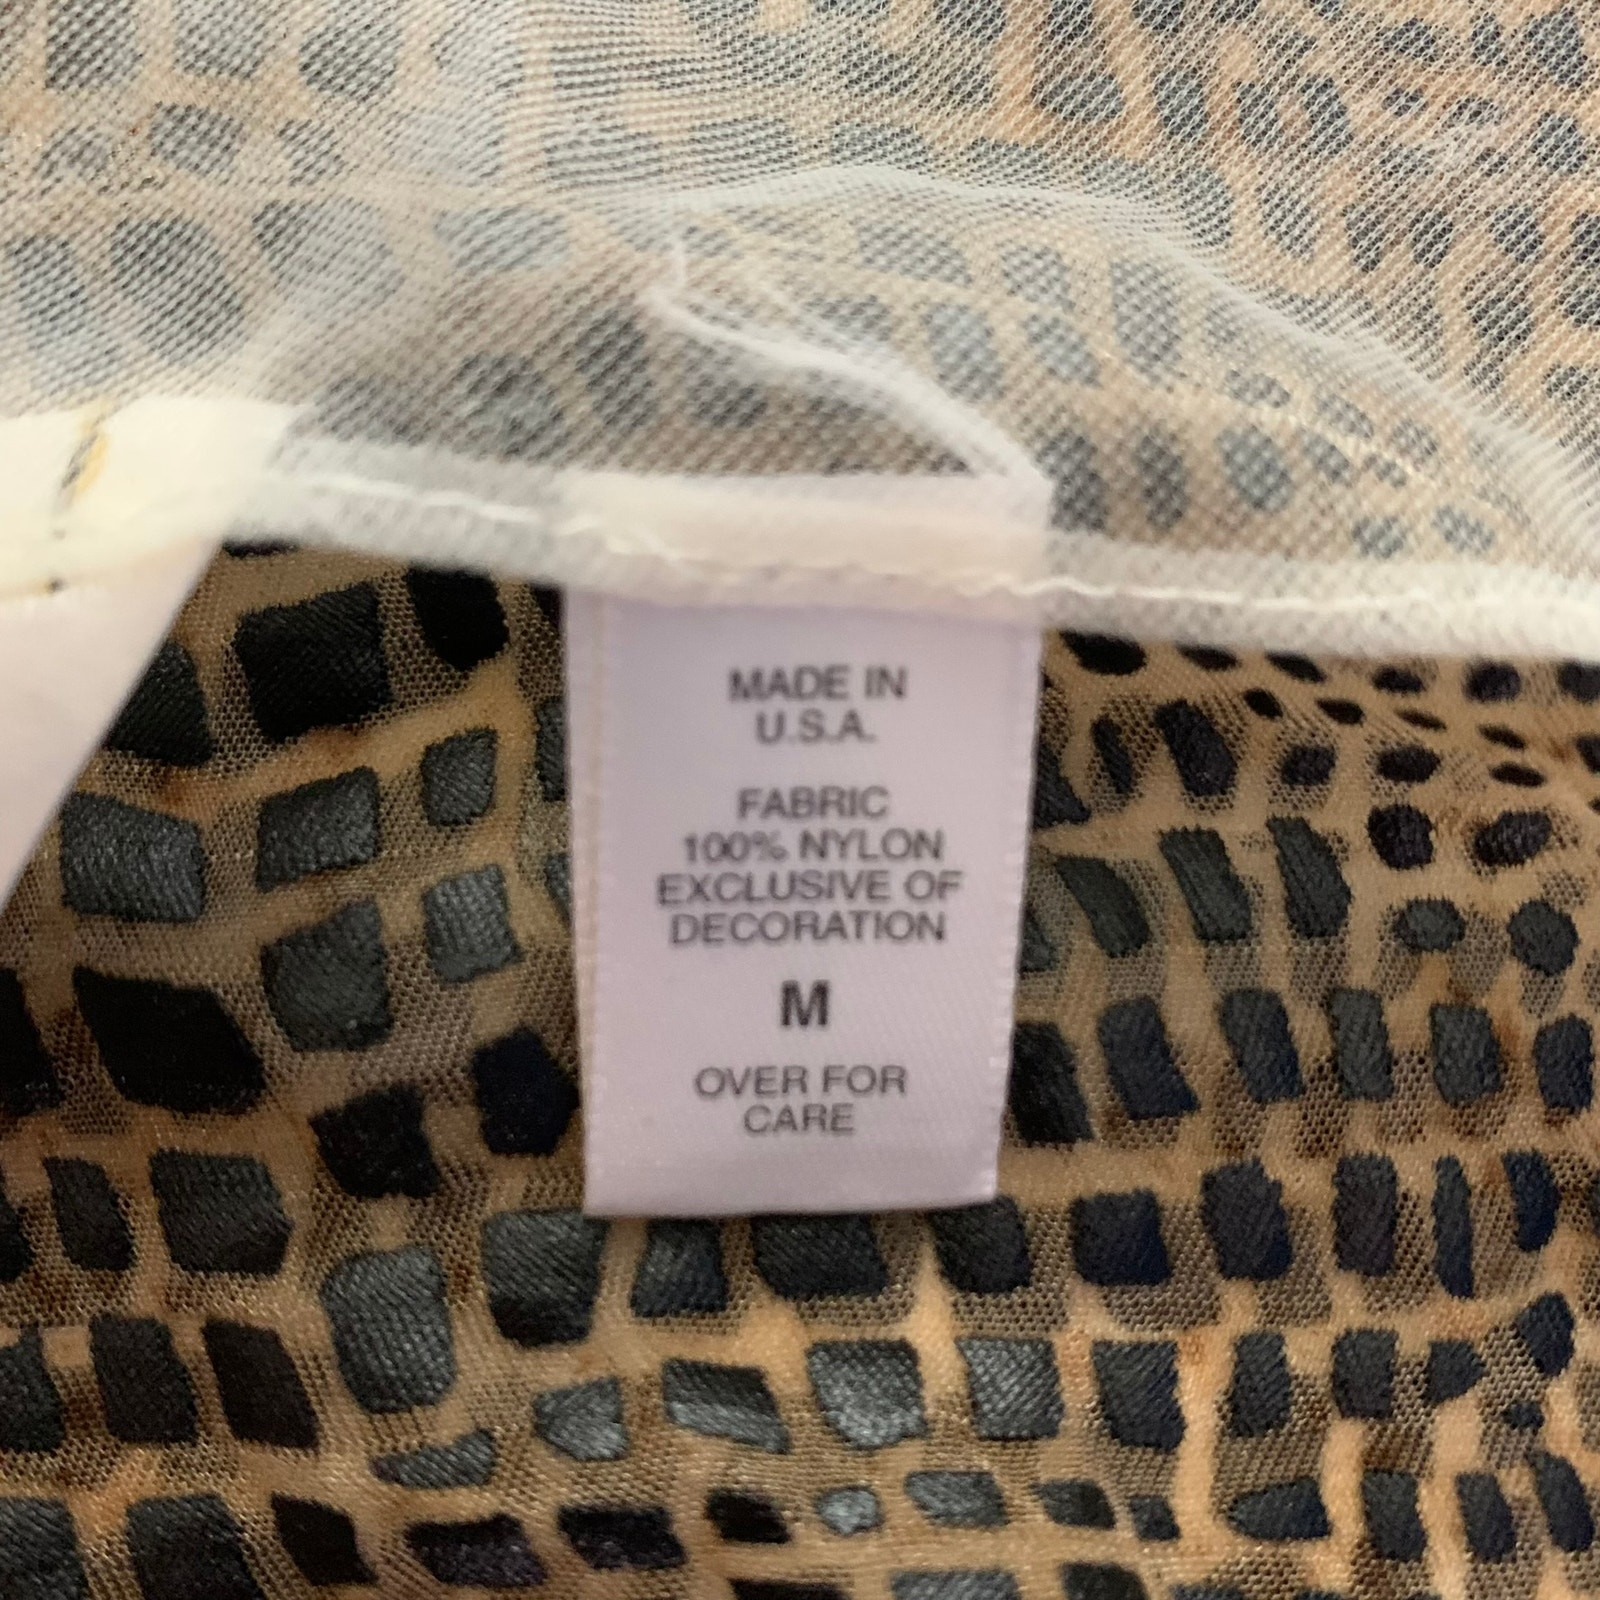 MADE IN
U.S.A.
FABRIC
100% NYLON
EXCLUSIVE OF
DECORATION
M
OVER FOR
CARE